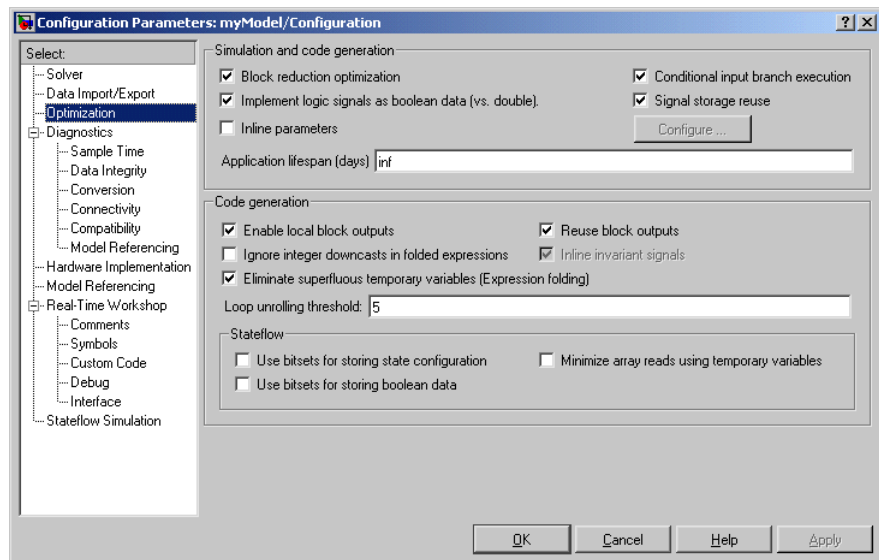 Configuration Parameters: myModel/Configuration
Select:
Solver
Data Import/Export
Optimization
Diagnostics
Sample Time
Data Integrity
Conversion
Connectivity
Compatibility
Model Referencing
Hardware Implementation
Model Referencing
Real-Time Workshop
Comments
Symbols
Custom Code
Debug
Interface
Stateflow Simulation
Simulation and code generation
Block reduction optimization
Conditional input branch execution
Implement logic signals as boolean data (vs. double).
Signal storage reuse
Inline parameters
Configure ...
Application lifespan (days) inf
Code generation
Enable local block outputs
Reuse block outputs
Ignore integer downcasts in folded expressions
Inline invariant signals
Eliminate superfluous temporary variables (Expression folding)
Loop unrolling threshold: 5
Stateflow
Use bitsets for storing state configuration
Minimize array reads using temporary variables
Use bitsets for storing boolean data
OK Cancel Help Apply